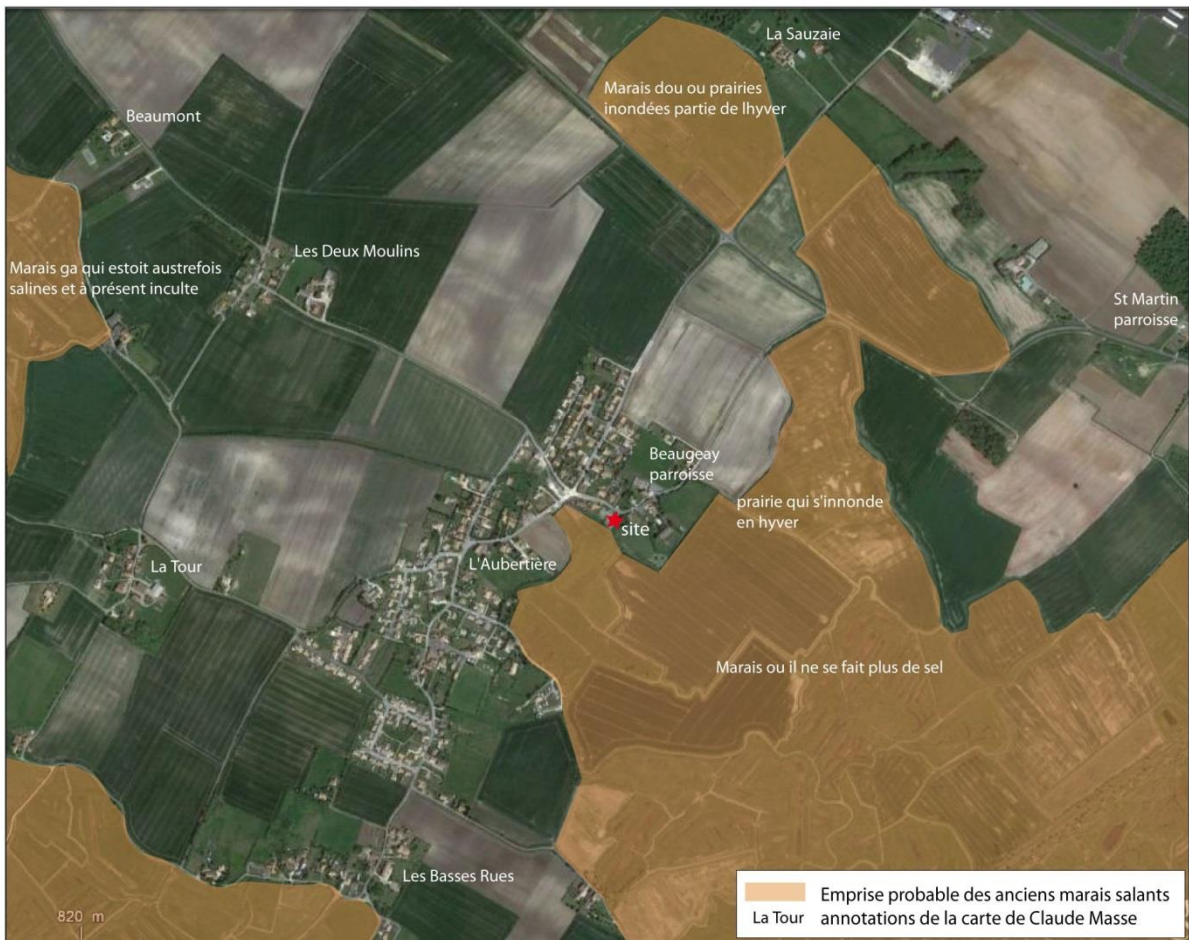 La Sauzaie
Marais dou ou prairies
inondées partie de lhyver
Beaumont
Les Deux Moulins
Marais ga qui estoit austrefois
salines et à présent inculte
St Martin
parroisse
Beaugeay
parroisse
prairie qui s'innonde
en hyver
site
L'Aubertière
La Tour
Marais ou il ne se fait plus de sel
Les Basses Rues
820 m
Emprise probable des anciens marais salants
La Tour annotations de la carte de Claude Masse